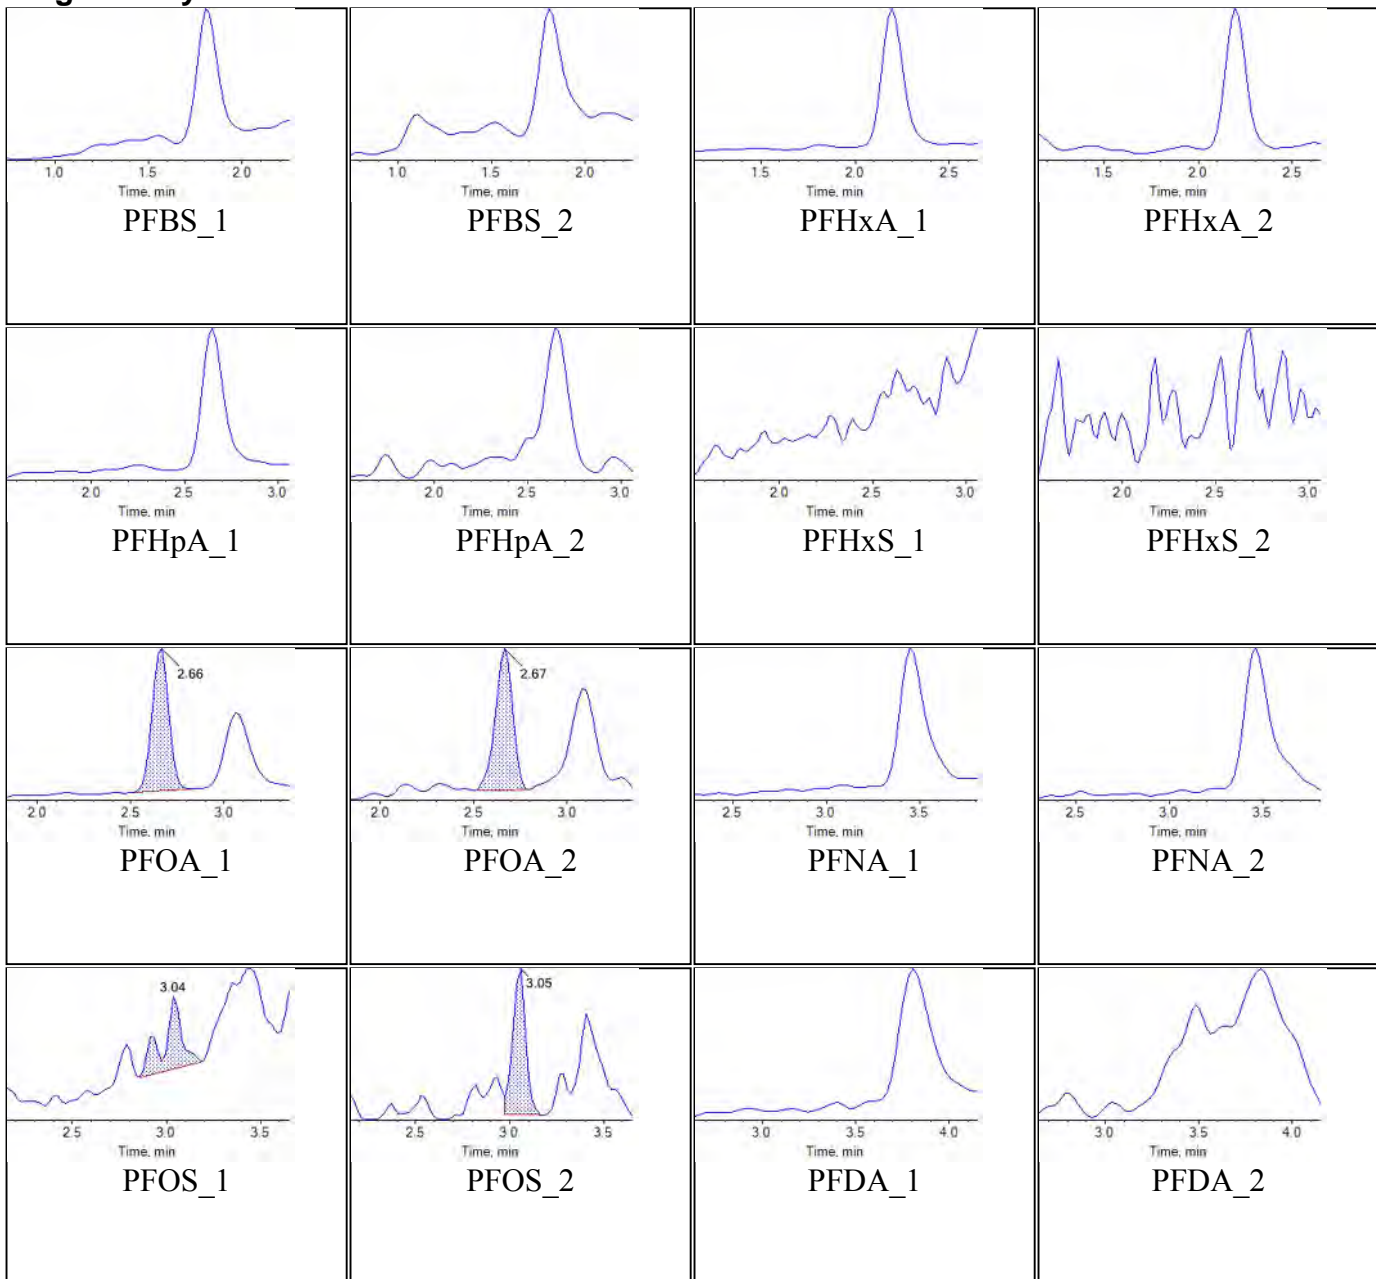 1.0 1.5 2.0 1.0 1.5 2.0 1.5 2.0 2.5 1.5 2.0 2.5
Time, min Time, min Time, min Time, min
PFBS_1 PFBS_2 PFHxA_1 PFHxA_2
2.0 2.5 3.0 2.0 2.5 3.0 2.0 2.5 3.0 2.0 2.5 3.0
Time, min Time, min Time, min Time, min
PFHpA_1 PFHpA_2 PFHxS_1 PFHxS_2
2.66 2.67
2.0 2.5 3.0 2.0 2.5 3.0 2.5 3.0 3.5 2.5 3.0 3.5
Time, min Time, min Time, min Time, min
PFOA_1 PFOA_2 PFNA_1 PFNA_2
3.04 3.05
2.5 3.0 3.5 2.5 3.0 3.5 3.0 3.5 4.0 3.0 3.5 4.0
Time, min Time, min Time, min Time, min
PFOS_1 PFOS_2 PFDA_1 PFDA_2